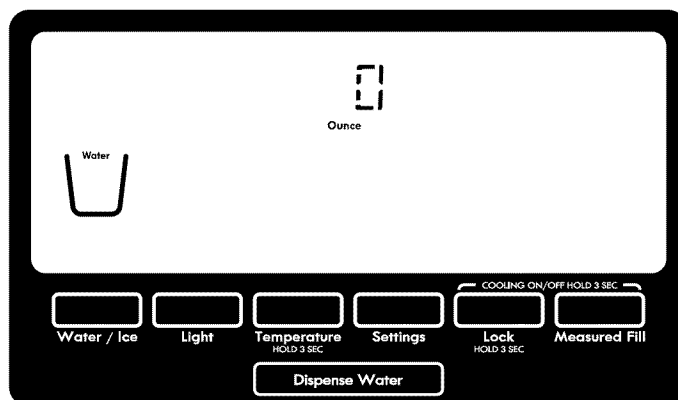 0
Ounce
Water
COOLING ON/OFF HOLD 3 SEC
Water / Ice Light Temperature Settings Lock Measured Fill
HOLD 3 SEC HOLD 3 SEC
Dispense Water